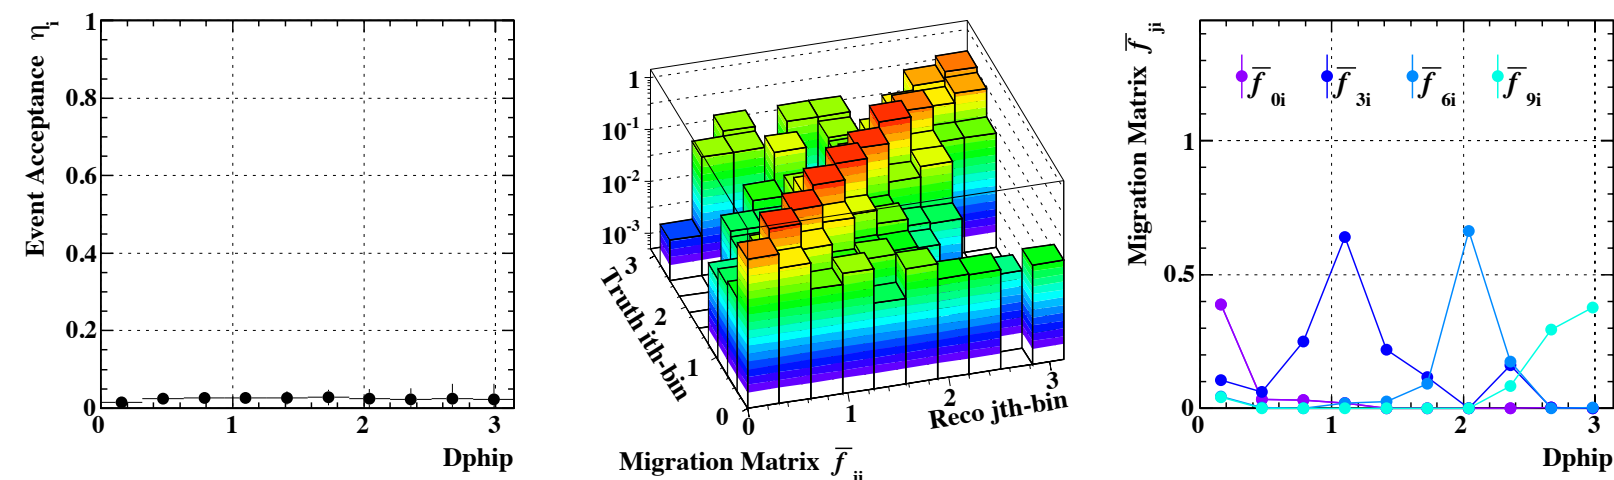 Event Acceptance η_i
1
0.8
0.6
0.4
0.2
0
0 1 2 3
Dphip
1
10^-1
10^-2
10^-3
3
2
1
0
Truth ith-bin
0 1 2 3
Reco jth-bin
Migration Matrix f̅_ji
Migration Matrix f̅_ji
f̅_0i f̅_3i f̅_6i f̅_9i
1
0.5
0
0 1 2 3
Dphip